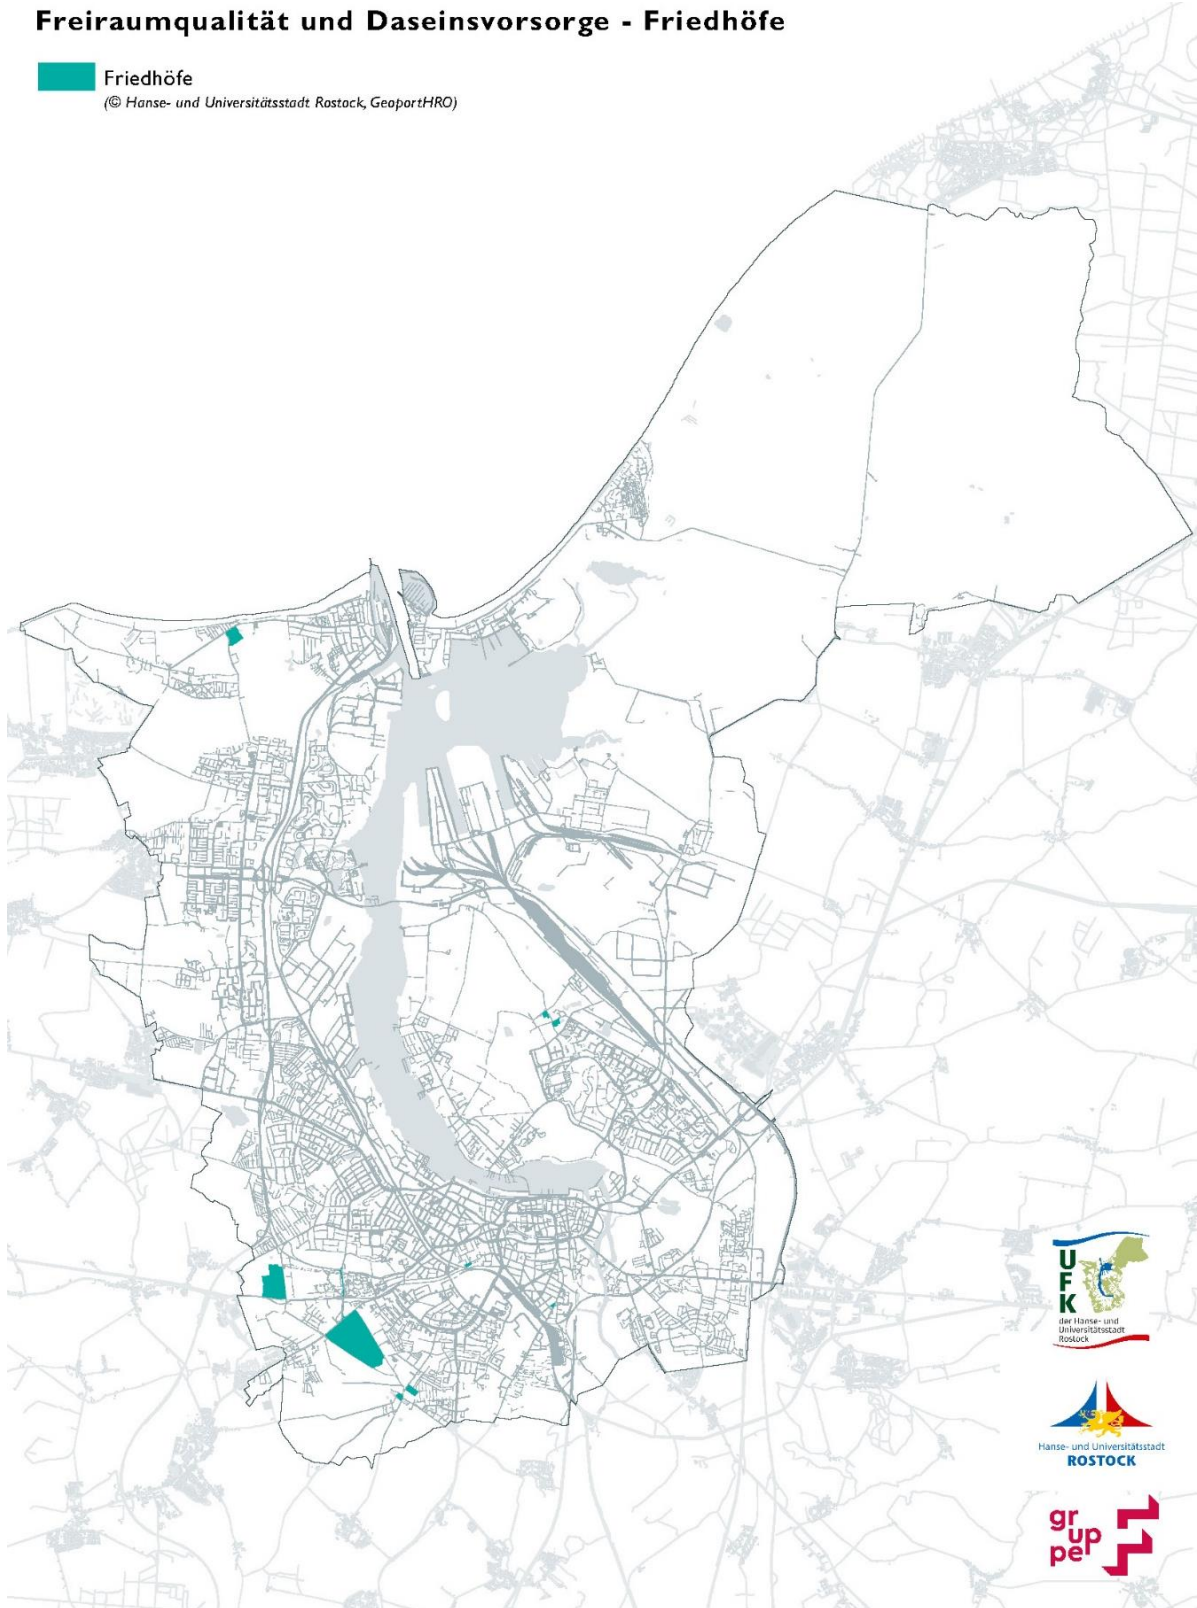 Freiraumqualität und Daseinsvorsorge - Friedhöfe
Friedhöfe
(© Hanse- und Universitätsstadt Rostock, GeoportHRO)
UFK
der Hanse- und
Universitätsstadt
Rostock
Hanse- und Universitätsstadt
ROSTOCK
gr
up
pe
F